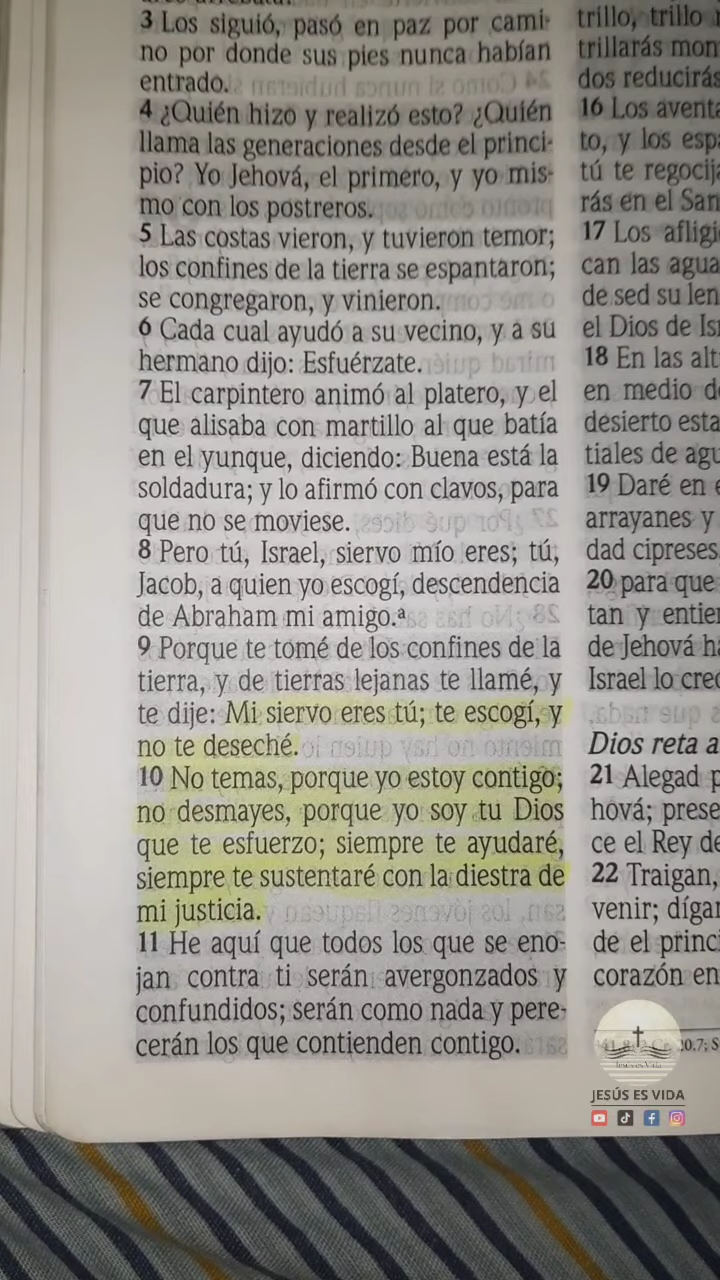 3 Los siguió, pasó en paz por cami-
no por donde sus pies nunca habían
entrado.
4 ¿Quién hizo y realizó esto? ¿Quién
llama las generaciones desde el princi-
pio? Yo Jehová, el primero, y yo mis-
mo con los postreros.
5 Las costas vieron, y tuvieron temor;
los confines de la tierra se espantaron;
se congregaron, y vinieron.
6 Cada cual ayudó a su vecino, y a su
hermano dijo: Esfuérzate.
7 El carpintero animó al platero, y el
que alisaba con martillo al que batía
en el yunque, diciendo: Buena está la
soldadura; y lo afirmó con clavos, para
que no se moviese.
8 Pero tú, Israel, siervo mío eres; tú,
Jacob, a quien yo escogí, descendencia
de Abraham mi amigo.ª
9 Porque te tomé de los confines de la
tierra, y de tierras lejanas te llamé, y
te dije: Mi siervo eres tú; te escogí, y
no te deseché.
10 No temas, porque yo estoy contigo;
no desmayes, porque yo soy tu Dios
que te esfuerzo; siempre te ayudaré,
siempre te sustentaré con la diestra de
mi justicia.
11 He aquí que todos los que se eno-
jan contra ti serán avergonzados y
confundidos; serán como nada y pere-
cerán los que contienden contigo.
trillo, trillo
trillarás mon
dos reducirás
16 Los aventa
to, y los esp
tú te regocij
rás en el San
17 Los afligi
can las agua
de sed su len
el Dios de Is
18 En las alt
en medio d
desierto esta
tiales de agu
19 Daré en
arrayanes y
dad cipreses
20 para que
tan y entie
de Jehová h
Israel lo cre
Dios reta a
21 Alegad p
hová; prese
ce el Rey de
22 Traigan,
venir; dígan
de el princi
corazón en
Jesús es Vida
JESÚS ES VIDA